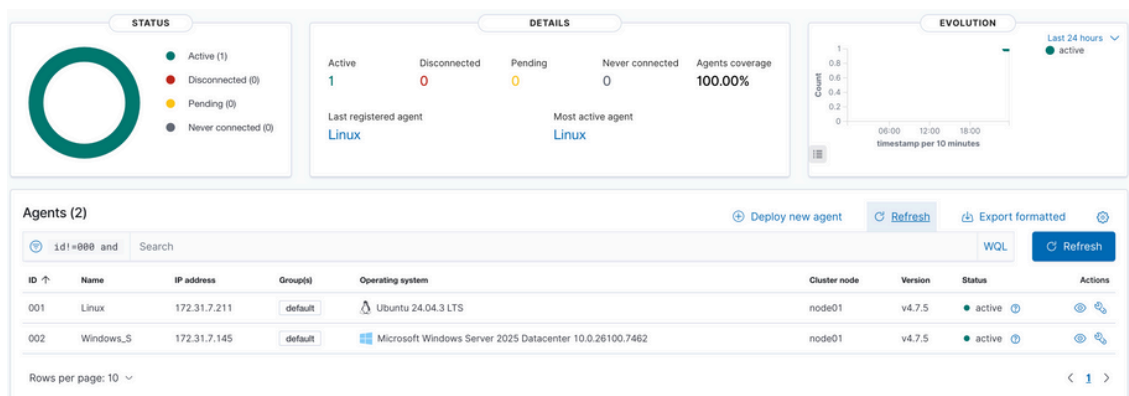 STATUS
Active (1)
Disconnected (0)
Pending (0)
Never connected (0)
DETAILS
Active Disconnected Pending Never connected Agents coverage
1 0 0 0 100.00%
Last registered agent Most active agent
Linux Linux
EVOLUTION
Last 24 hours
active
Count
1
0.8
0.6
0.4
0.2
0
06:00 12:00 18:00
timestamp per 10 minutes
Agents (2) Deploy new agent Refresh Export formatted
id!=000 and Search WQL Refresh
ID Name IP address Group(s) Operating system Cluster node Version Status Actions
001 Linux 172.31.7.211 default Ubuntu 24.04.3 LTS node01 v4.7.5 active
002 Windows_S 172.31.7.145 default Microsoft Windows Server 2025 Datacenter 10.0.26100.7462 node01 v4.7.5 active
Rows per page: 10 1